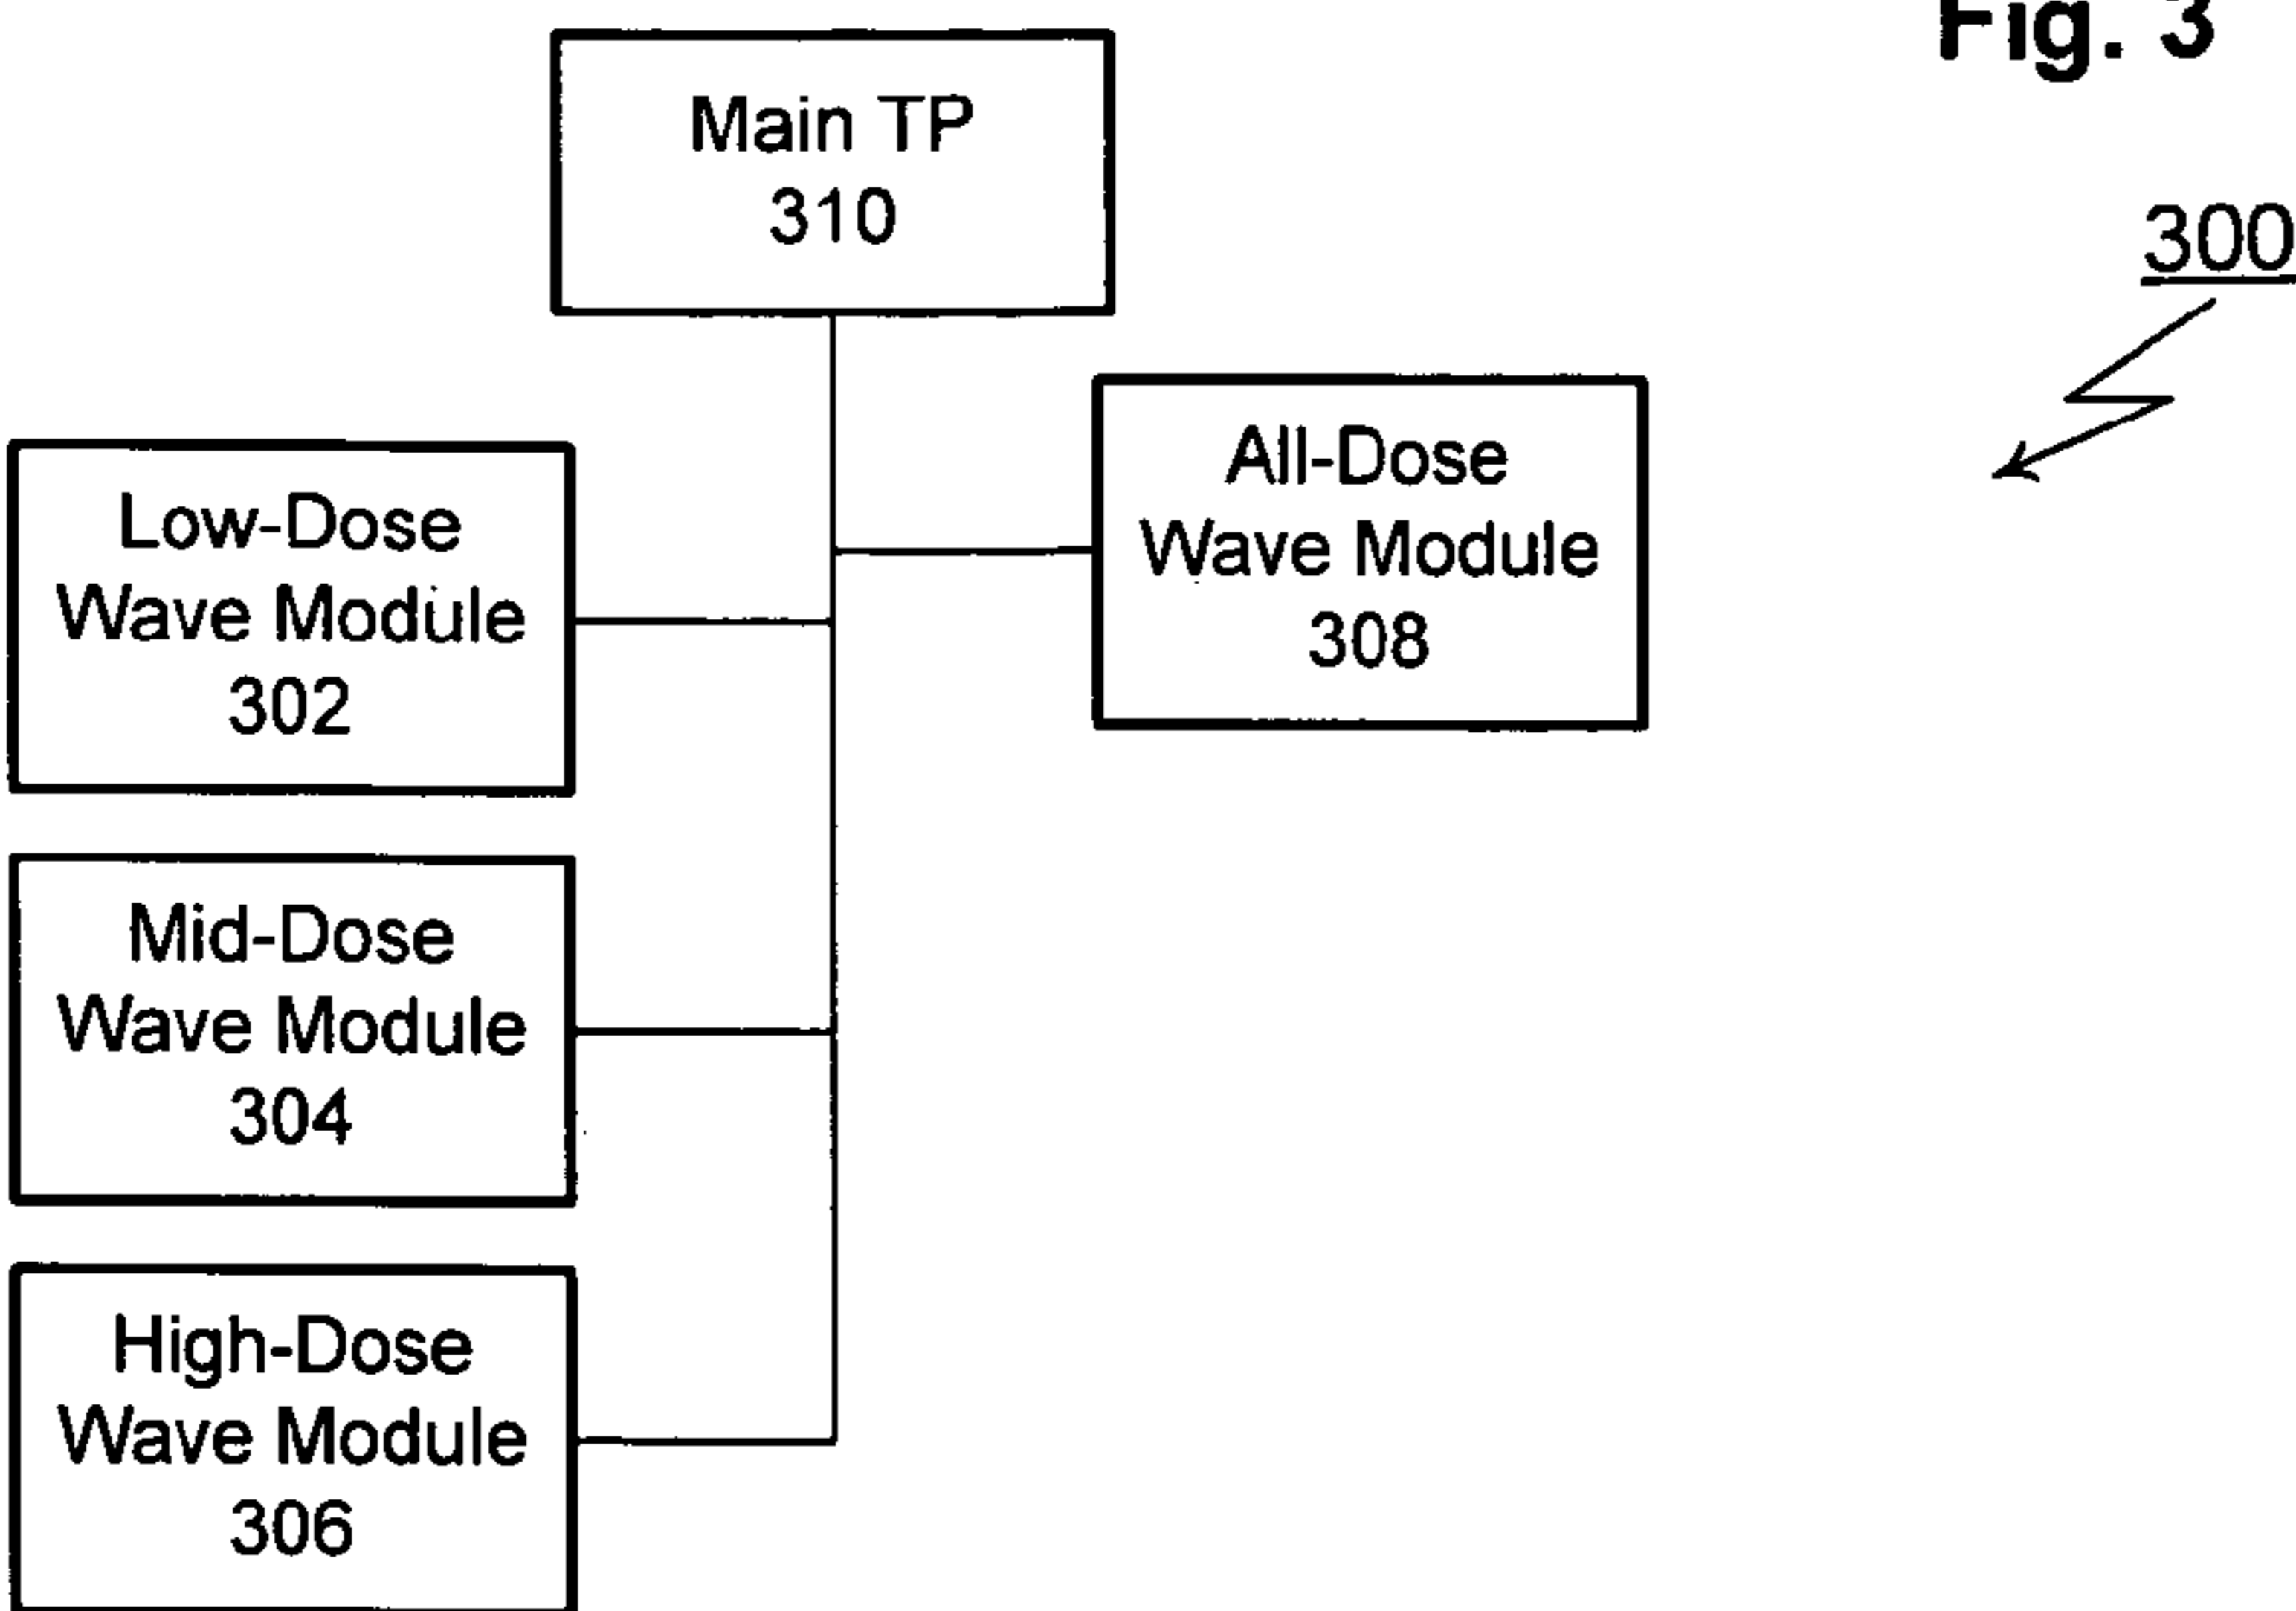 Fig. 3
Main TP
310
300
All-Dose
Wave Module
308
Low-Dose
Wave Module
302
Mid-Dose
Wave Module
304
High-Dose
Wave Module
306